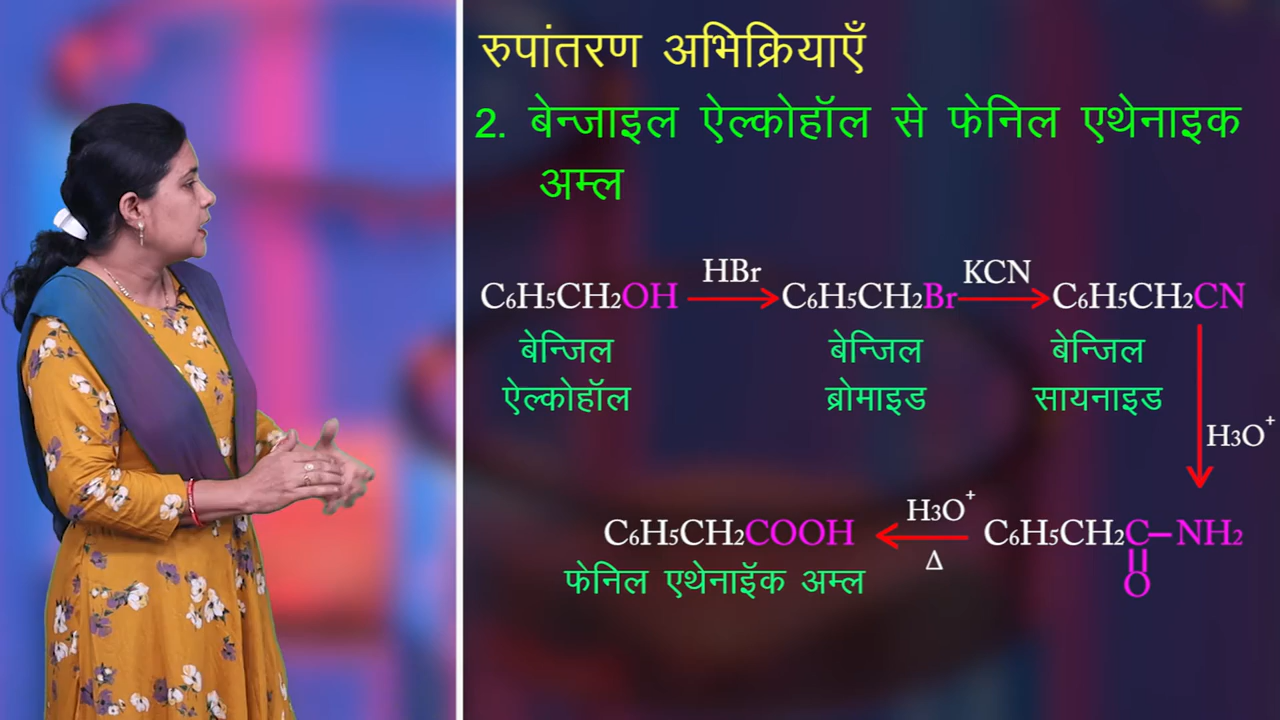 रुपांतरण अभिक्रियाएँ
2. बेन्जाइल ऐल्कोहॉल से फेनिल एथेनाइक
अम्ल
HBr KCN
C₆H₅CH₂OH C₆H₅CH₂Br C₆H₅CH₂CN
बेन्जिल बेन्जिल बेन्जिल
ऐल्कोहॉल ब्रोमाइड सायनाइड
H₃O⁺
H₃O⁺
C₆H₅CH₂COOH C₆H₅CH₂C–NH₂
Δ
O
फेनिल एथेनाइॅक अम्ल